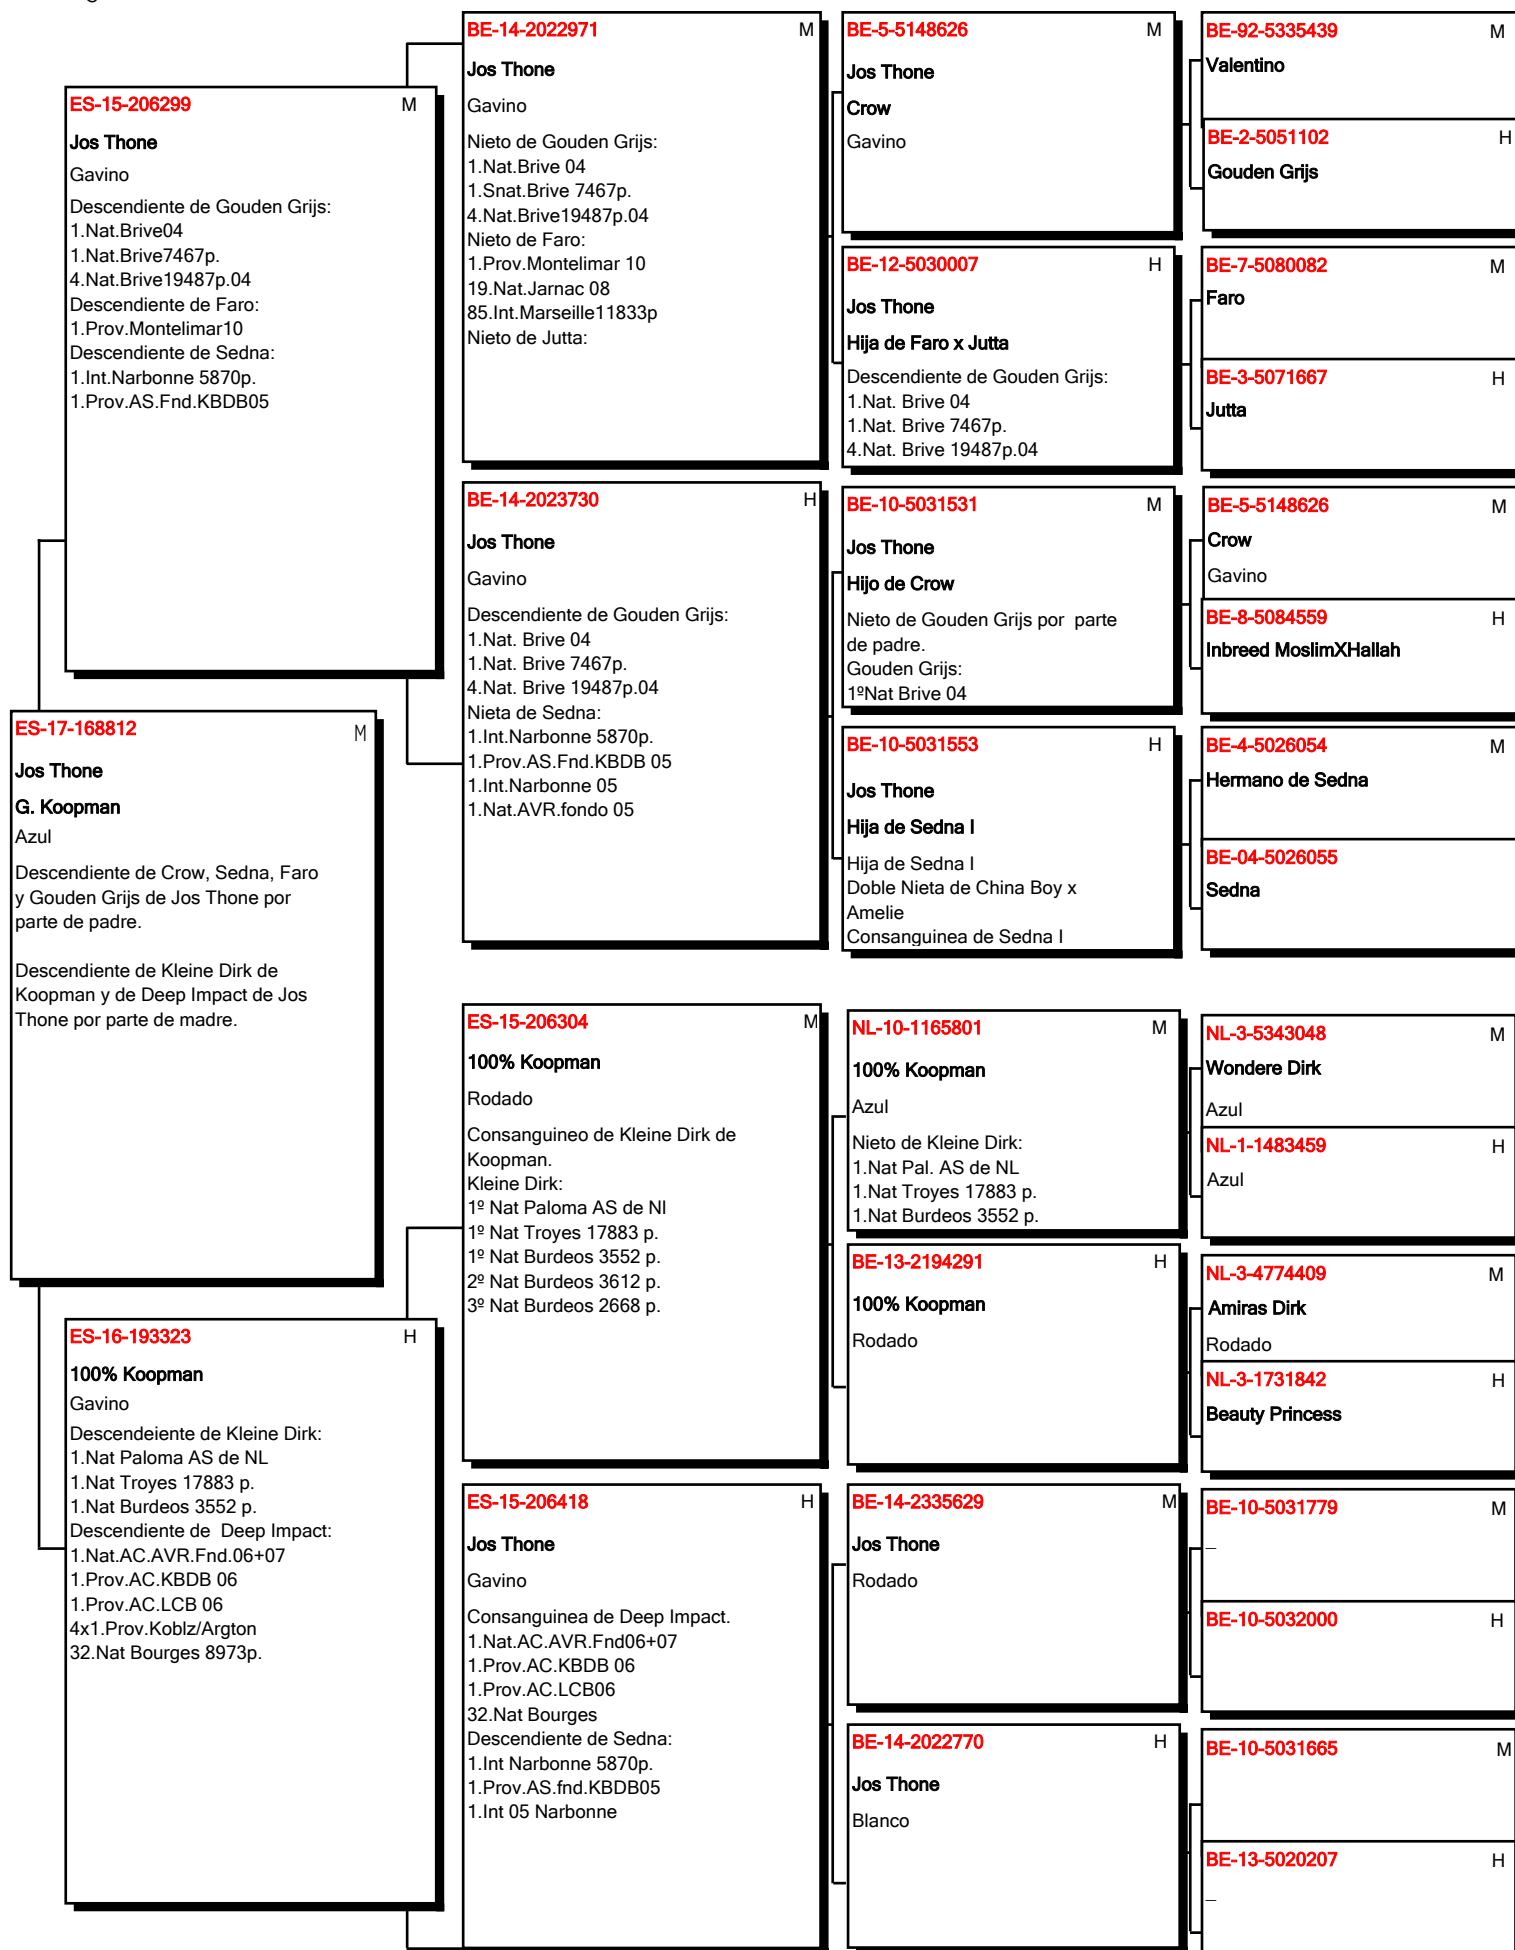 ES-17-168812 M
Jos Thone
G. Koopman
Azul
Descendiente de Crow, Sedna, Faro
y Gouden Grijs de Jos Thone por
parte de padre.
Descendiente de Kleine Dirk de
Koopman y de Deep Impact de Jos
Thone por parte de madre.
ES-15-206299 M
Jos Thone
Gavino
Descendiente de Gouden Grijs:
1.Nat.Brive04
1.Nat.Brive7467p.
4.Nat.Brive19487p.04
Descendiente de Faro:
1.Prov.Montelimar10
Descendiente de Sedna:
1.Int.Narbonne 5870p.
1.Prov.AS.Fnd.KBDB05
ES-16-193323 H
100% Koopman
Gavino
Descendeiente de Kleine Dirk:
1.Nat Paloma AS de NL
1.Nat Troyes 17883 p.
1.Nat Burdeos 3552 p.
Descendiente de  Deep Impact:
1.Nat.AC.AVR.Fnd.06+07
1.Prov.AC.KBDB 06
1.Prov.AC.LCB 06
4x1.Prov.Koblz/Argton
32.Nat Bourges 8973p.
BE-14-2022971 M
Jos Thone
Gavino
Nieto de Gouden Grijs:
1.Nat.Brive 04
1.Snat.Brive 7467p.
4.Nat.Brive19487p.04
Nieto de Faro:
1.Prov.Montelimar 10
19.Nat.Jarnac 08
85.Int.Marseille11833p
Nieto de Jutta:
BE-14-2023730 H
Jos Thone
Gavino
Descendiente de Gouden Grijs:
1.Nat. Brive 04
1.Nat. Brive 7467p.
4.Nat. Brive 19487p.04
Nieta de Sedna:
1.Int.Narbonne 5870p.
1.Prov.AS.Fnd.KBDB 05
1.Int.Narbonne 05
1.Nat.AVR.fondo 05
ES-15-206304 M
100% Koopman
Rodado
Consanguineo de Kleine Dirk de
Koopman.
Kleine Dirk:
1º Nat Paloma AS de Nl
1º Nat Troyes 17883 p.
1º Nat Burdeos 3552 p.
2º Nat Burdeos 3612 p.
3º Nat Burdeos 2668 p.
ES-15-206418 H
Jos Thone
Gavino
Consanguinea de Deep Impact.
1.Nat.AC.AVR.Fnd06+07
1.Prov.AC.KBDB 06
1.Prov.AC.LCB06
32.Nat Bourges
Descendiente de Sedna:
1.Int Narbonne 5870p.
1.Prov.AS.fnd.KBDB05
1.Int 05 Narbonne
BE-5-5148626 M
Jos Thone
Crow
Gavino
BE-12-5030007 H
Jos Thone
Hija de Faro x Jutta
Descendiente de Gouden Grijs:
1.Nat. Brive 04
1.Nat. Brive 7467p.
4.Nat. Brive 19487p.04
BE-10-5031531 M
Jos Thone
Hijo de Crow
Nieto de Gouden Grijs por  parte
de padre.
Gouden Grijs:
1ºNat Brive 04
BE-10-5031553 H
Jos Thone
Hija de Sedna I
Hija de Sedna I
Doble Nieta de China Boy x
Amelie
Consanguinea de Sedna I
NL-10-1165801 M
100% Koopman
Azul
Nieto de Kleine Dirk:
1.Nat Pal. AS de NL
1.Nat Troyes 17883 p.
1.Nat Burdeos 3552 p.
BE-13-2194291 H
100% Koopman
Rodado
BE-14-2335629 M
Jos Thone
Rodado
BE-14-2022770 H
Jos Thone
Blanco
BE-92-5335439 M
Valentino
BE-2-5051102 H
Gouden Grijs
BE-7-5080082 M
Faro
BE-3-5071667 H
Jutta
BE-5-5148626 M
Crow
Gavino
BE-8-5084559 H
Inbreed MoslimXHallah
BE-4-5026054 M
Hermano de Sedna
BE-04-5026055
Sedna
NL-3-5343048 M
Wondere Dirk
Azul
NL-1-1483459 H
Azul
NL-3-4774409 M
Amiras Dirk
Rodado
NL-3-1731842 H
Beauty Princess
BE-10-5031779 M
_
BE-10-5032000 H
BE-10-5031665 M
BE-13-5020207 H
_